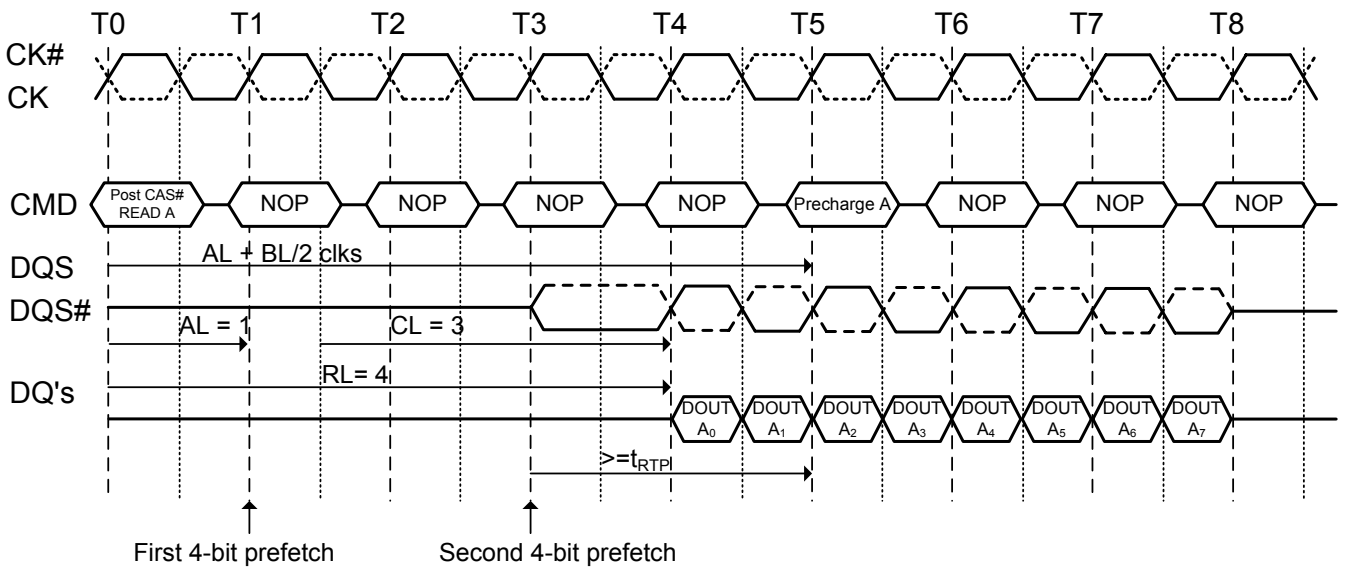 T0 T1 T2 T3 T4 T5 T6 T7 T8
CK#
CK
CMD Post CAS# READ A NOP NOP NOP NOP Precharge A NOP NOP NOP
AL + BL/2 clks
DQS
DQS#
AL = 1 CL = 3
RL= 4
DQ's
DOUT A0 DOUT A1 DOUT A2 DOUT A3 DOUT A4 DOUT A5 DOUT A6 DOUT A7
>=tRTP
First 4-bit prefetch Second 4-bit prefetch